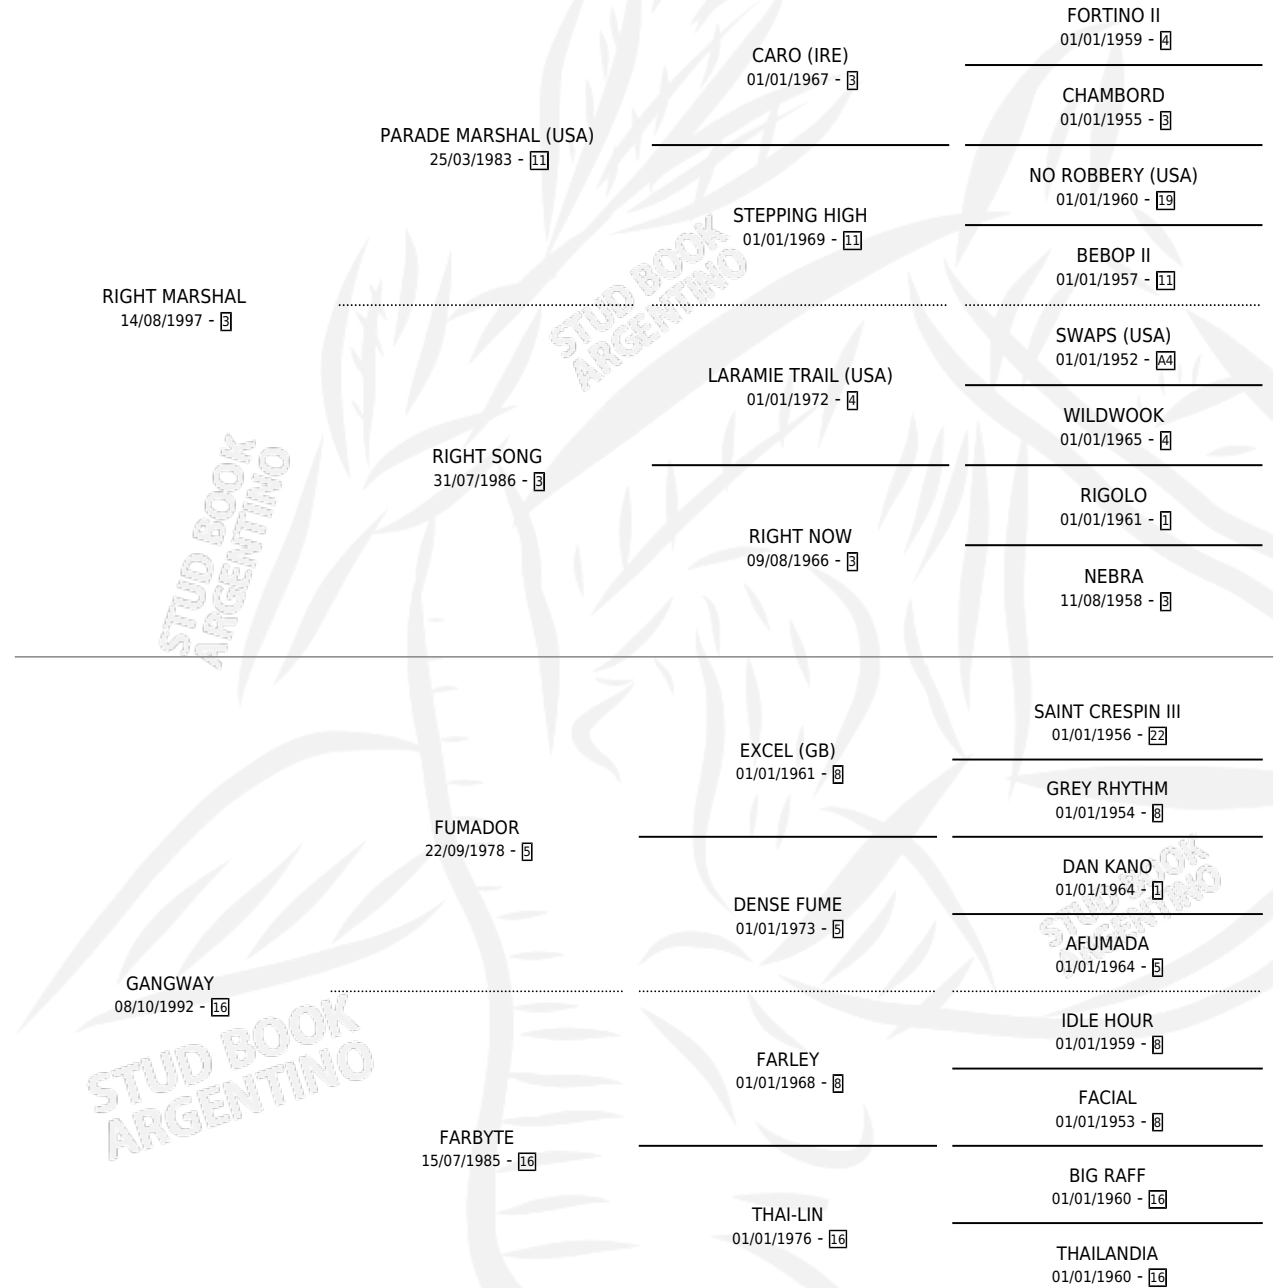 FORTINO II
01/01/1959 - 4
CARO (IRE)
01/01/1967 - 3
CHAMBORD
01/01/1955 - 3
PARADE MARSHAL (USA)
25/03/1983 - 11
NO ROBBERY (USA)
01/01/1960 - 19
STEPPING HIGH
01/01/1969 - 11
BEBOP II
01/01/1957 - 11
RIGHT MARSHAL
14/08/1997 - 3
STUD BOOK
ARGENTINO
SWAPS (USA)
01/01/1952 - A4
LARAMIE TRAIL (USA)
01/01/1972 - 4
WILDWOOK
01/01/1965 - 4
RIGHT SONG
31/07/1986 - 3
RIGOLO
01/01/1961 - 1
RIGHT NOW
09/08/1966 - 3
NEBRA
11/08/1958 - 3
STUD BOOK
ARGENTINO
SAINT CRESPIN III
01/01/1956 - 22
EXCEL (GB)
01/01/1961 - 8
GREY RHYTHM
01/01/1954 - 8
FUMADOR
22/09/1978 - 5
DAN KANO
01/01/1964 - 1
STUD BOOK
ARGENTINO
DENSE FUME
01/01/1973 - 5
AFUMADA
01/01/1964 - 5
GANGWAY
08/10/1992 - 16
IDLE HOUR
01/01/1959 - 8
STUD BOOK
ARGENTINO
FARLEY
01/01/1968 - 8
FACIAL
01/01/1953 - 8
FARBYTE
15/07/1985 - 16
BIG RAFF
01/01/1960 - 16
THAI-LIN
01/01/1976 - 16
THAILANDIA
01/01/1960 - 16